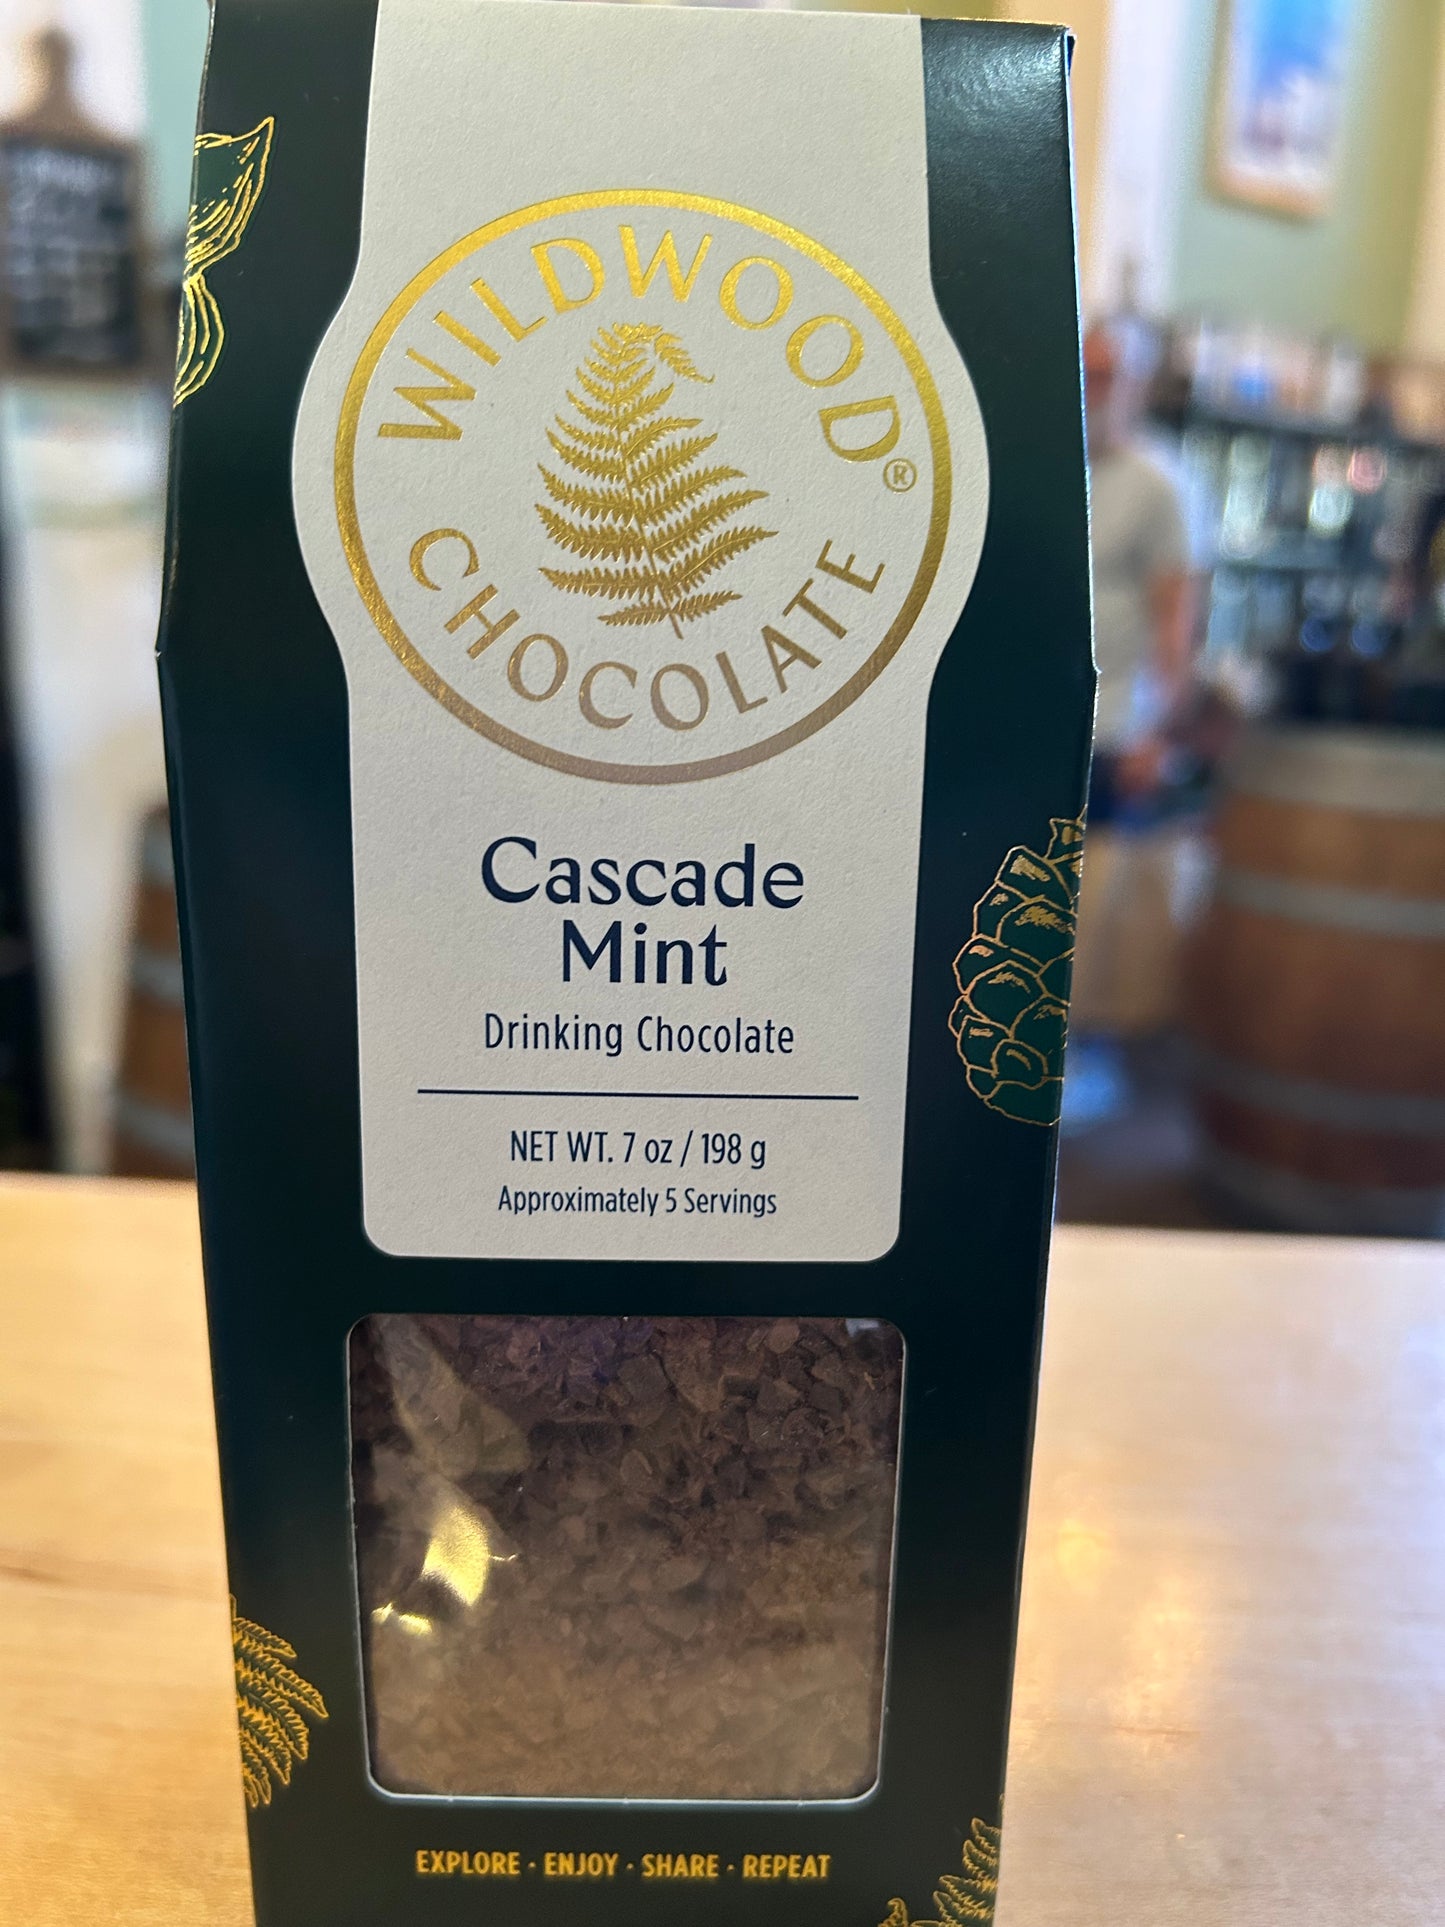 WILDWOOD®
CHOCOLATE
Cascade
Mint
Drinking Chocolate
NET WT. 7 oz / 198 g
Approximately 5 Servings
EXPLORE · ENJOY · SHARE · REPEAT